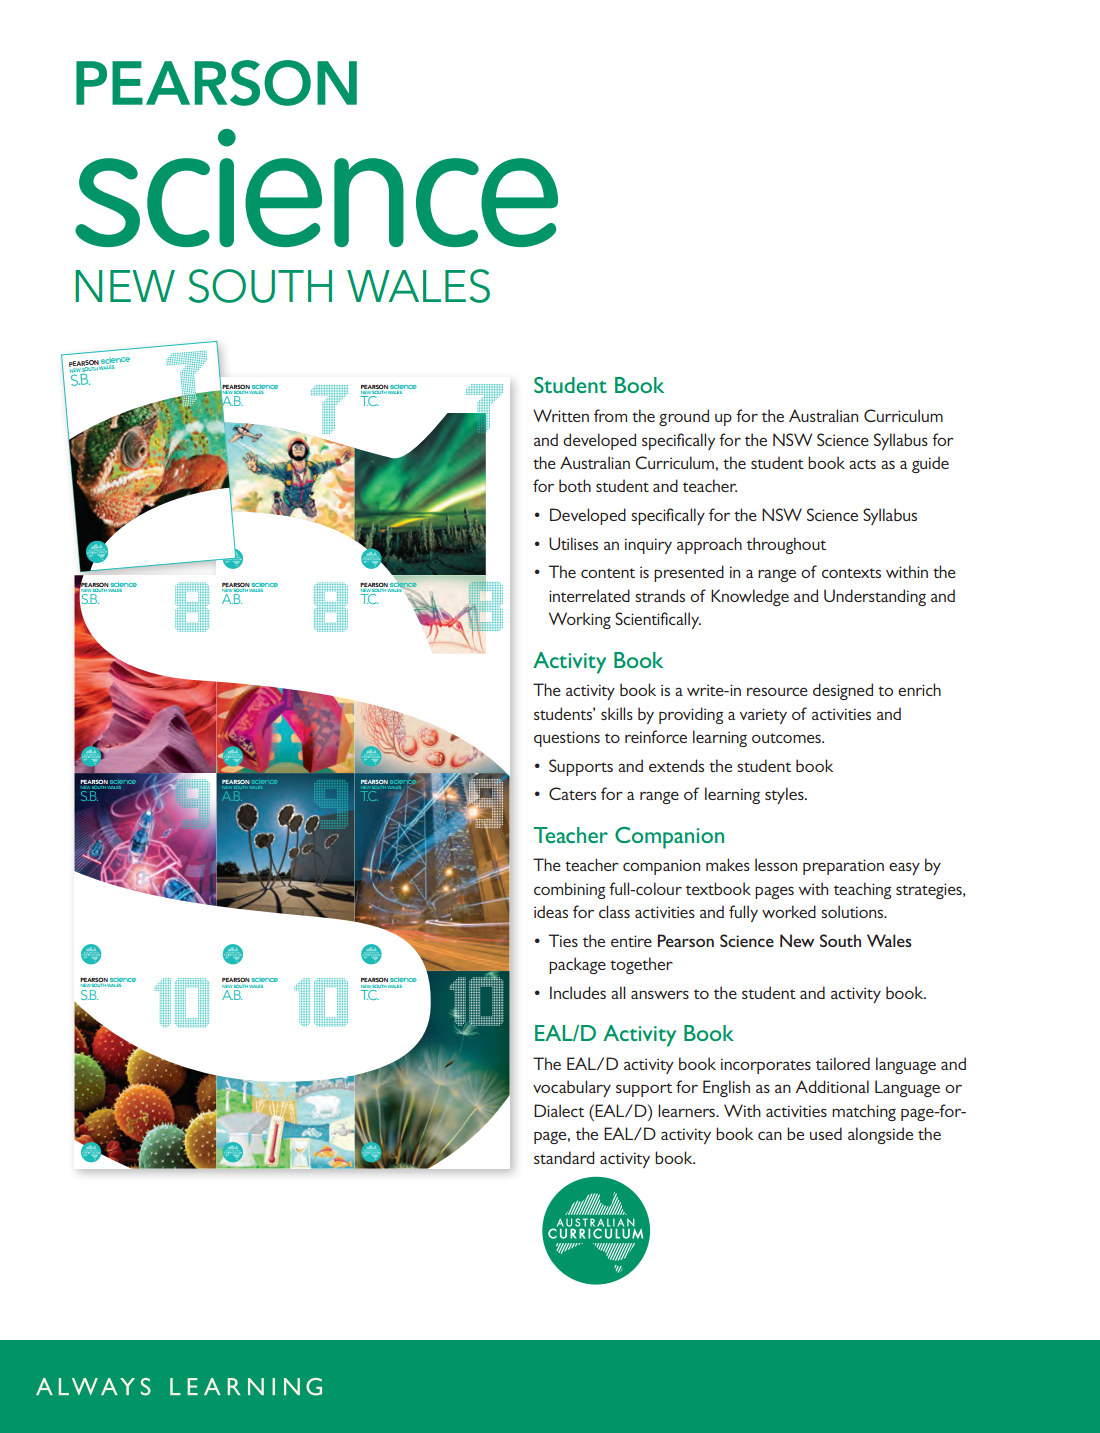 PEARSON
science
NEW SOUTH WALES
PEARSON science
NEW SOUTH WALES
S.B.
7
PEARSON science
NEW SOUTH WALES
A.B.
7
PEARSON science
NEW SOUTH WALES
T.C.
7
PEARSON science
NEW SOUTH WALES
S.B.
8
PEARSON science
NEW SOUTH WALES
A.B.
8
PEARSON science
NEW SOUTH WALES
T.C.
8
PEARSON science
NEW SOUTH WALES
S.B.
9
PEARSON science
NEW SOUTH WALES
A.B.
9
PEARSON science
NEW SOUTH WALES
T.C.
9
PEARSON science
NEW SOUTH WALES
S.B.
10
PEARSON science
NEW SOUTH WALES
A.B.
10
PEARSON science
NEW SOUTH WALES
T.C.
10
Student Book
Written from the ground up for the Australian Curriculum
and developed specifically for the NSW Science Syllabus for
the Australian Curriculum, the student book acts as a guide
for both student and teacher.
• Developed specifically for the NSW Science Syllabus
• Utilises an inquiry approach throughout
• The content is presented in a range of contexts within the
interrelated strands of Knowledge and Understanding and
Working Scientifically.
Activity Book
The activity book is a write-in resource designed to enrich
students' skills by providing a variety of activities and
questions to reinforce learning outcomes.
• Supports and extends the student book
• Caters for a range of learning styles.
Teacher Companion
The teacher companion makes lesson preparation easy by
combining full-colour textbook pages with teaching strategies,
ideas for class activities and fully worked solutions.
• Ties the entire Pearson Science New South Wales
package together
• Includes all answers to the student and activity book.
EAL/D Activity Book
The EAL/D activity book incorporates tailored language and
vocabulary support for English as an Additional Language or
Dialect (EAL/D) learners. With activities matching page-for-
page, the EAL/D activity book can be used alongside the
standard activity book.
AUSTRALIAN
CURRICULUM
ALWAYS LEARNING